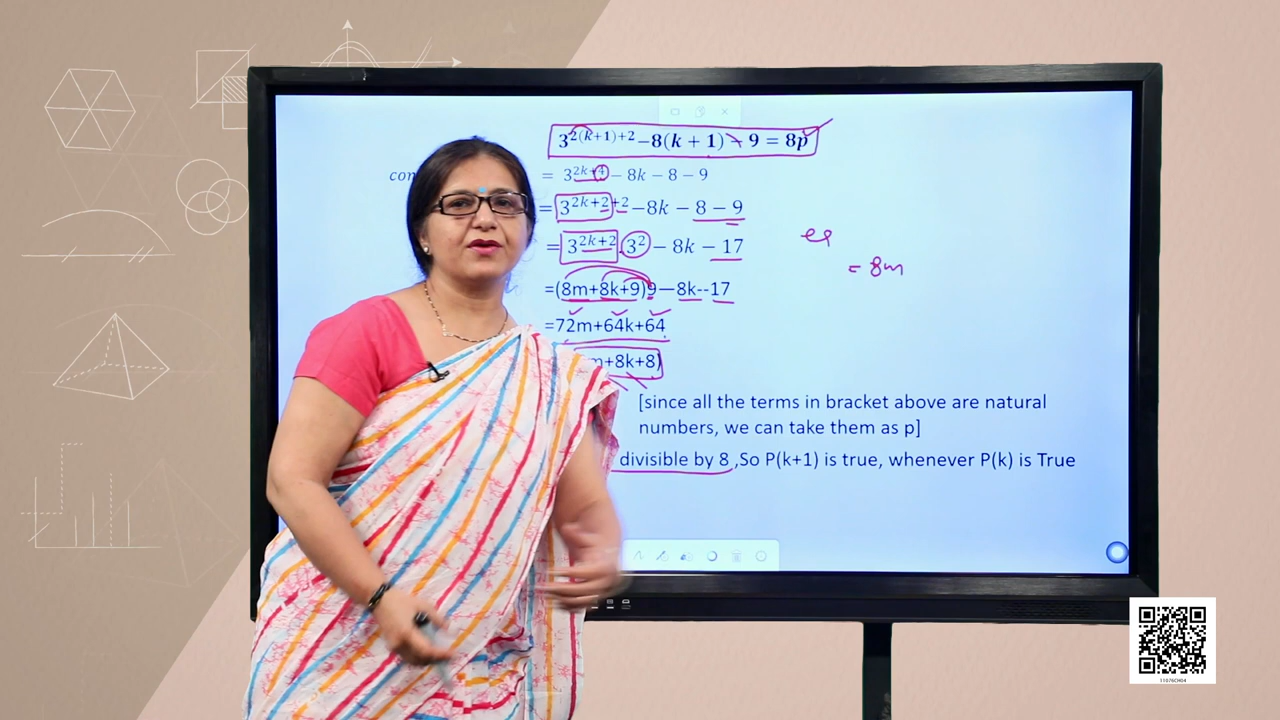 3^{2(k+1)+2}−8(k + 1) − 9 = 8p
= 3^{2k+4} − 8k − 8 − 9
= 3^{2k+2+2} −8k − 8 − 9
= 3^{2k+2}.3^2 − 8k − 17
= 8m
=(8m+8k+9)9−8k--17
=72m+64k+64
m+8k+8)
[since all the terms in bracket above are natural
numbers, we can take them as p]
divisible by 8 ,So P(k+1) is true, whenever P(k) is True
11076CH04